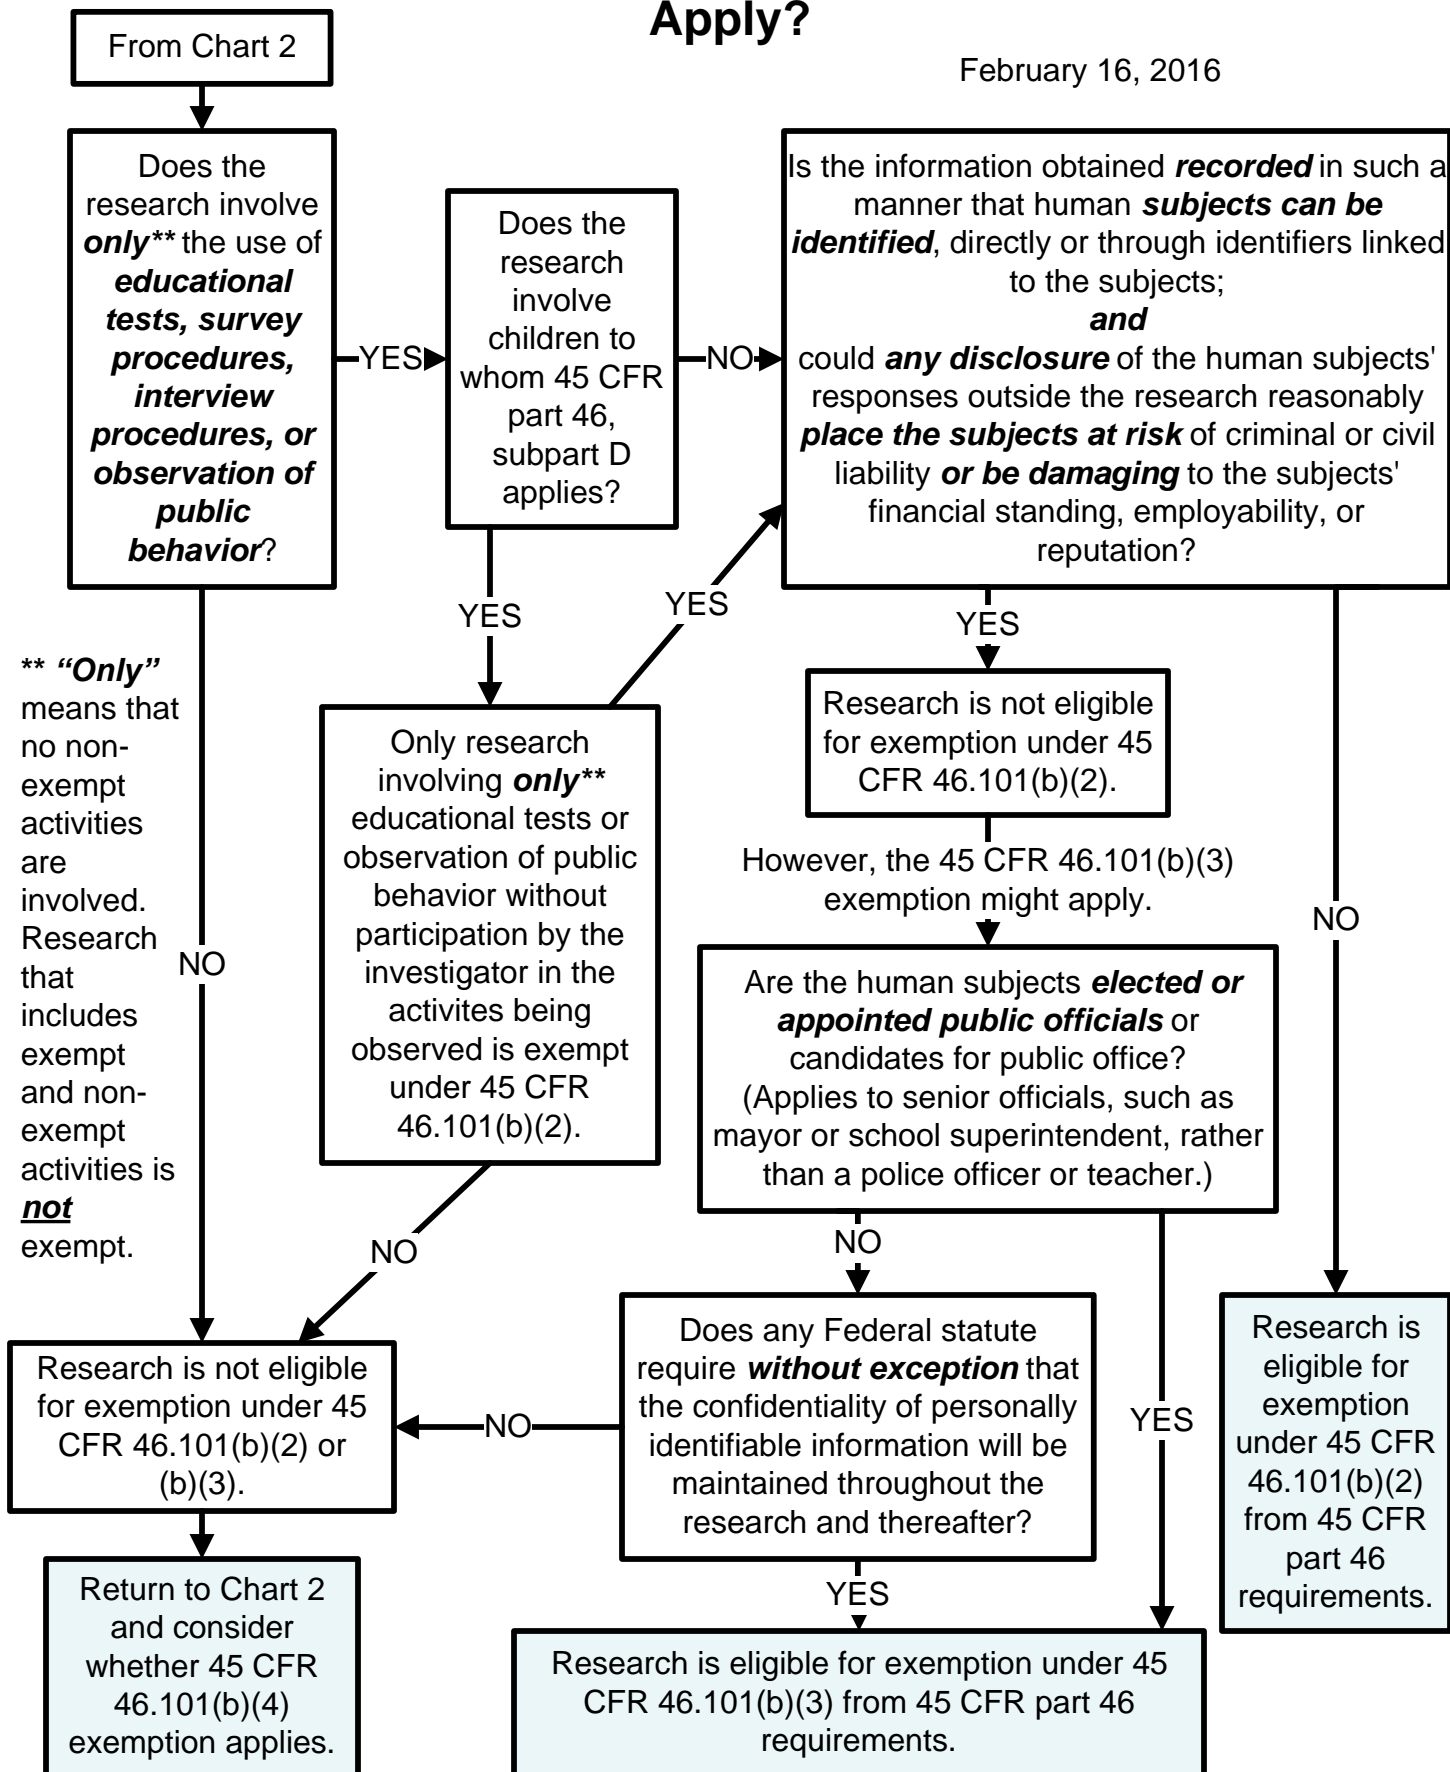 Apply?
February 16, 2016
From Chart 2
Does the
research involve
only** the use of
educational
tests, survey
procedures,
interview
procedures, or
observation of
public
behavior?
YES
Does the
research
involve
children to
whom 45 CFR
part 46,
subpart D
applies?
NO
Is the information obtained recorded in such a
manner that human subjects can be
identified, directly or through identifiers linked
to the subjects;
and
could any disclosure of the human subjects'
responses outside the research reasonably
place the subjects at risk of criminal or civil
liability or be damaging to the subjects'
financial standing, employability, or
reputation?
YES
YES
YES
** “Only”
means that
no non-
exempt
activities
are
involved.
Research
that
includes
exempt
and non-
exempt
activities is
not
exempt.
NO
Only research
involving only**
educational tests or
observation of public
behavior without
participation by the
investigator in the
activites being
observed is exempt
under 45 CFR
46.101(b)(2).
Research is not eligible
for exemption under 45
CFR 46.101(b)(2).
However, the 45 CFR 46.101(b)(3)
exemption might apply.
NO
Are the human subjects elected or
appointed public officials or
candidates for public office?
(Applies to senior officials, such as
mayor or school superintendent, rather
than a police officer or teacher.)
NO
NO
Does any Federal statute
require without exception that
the confidentiality of personally
identifiable information will be
maintained throughout the
research and thereafter?
YES
Research is
eligible for
exemption
under 45 CFR
46.101(b)(2)
from 45 CFR
part 46
requirements.
Research is not eligible
for exemption under 45
CFR 46.101(b)(2) or
(b)(3).
NO
YES
Return to Chart 2
and consider
whether 45 CFR
46.101(b)(4)
exemption applies.
Research is eligible for exemption under 45
CFR 46.101(b)(3) from 45 CFR part 46
requirements.